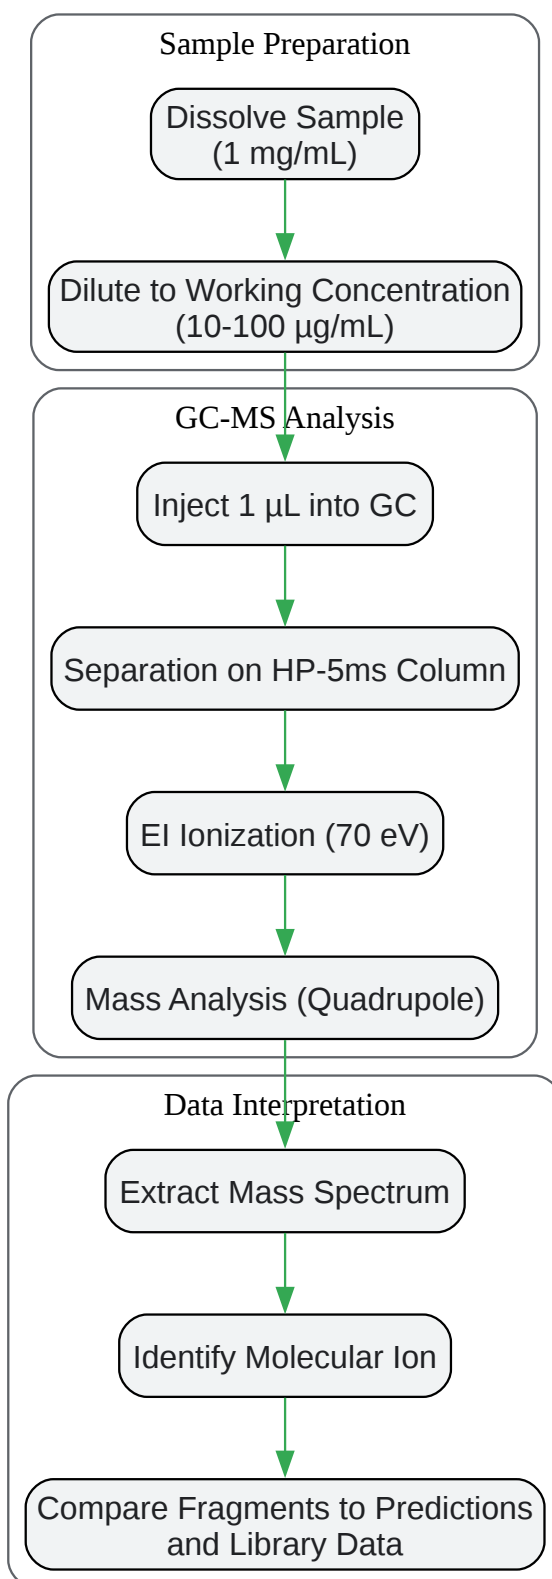 Sample Preparation
Dissolve Sample
(1 mg/mL)
Dilute to Working Concentration
(10-100 µg/mL)
GC-MS Analysis
Inject 1 µL into GC
Separation on HP-5ms Column
EI Ionization (70 eV)
Mass Analysis (Quadrupole)
Data Interpretation
Extract Mass Spectrum
Identify Molecular Ion
Compare Fragments to Predictions
and Library Data